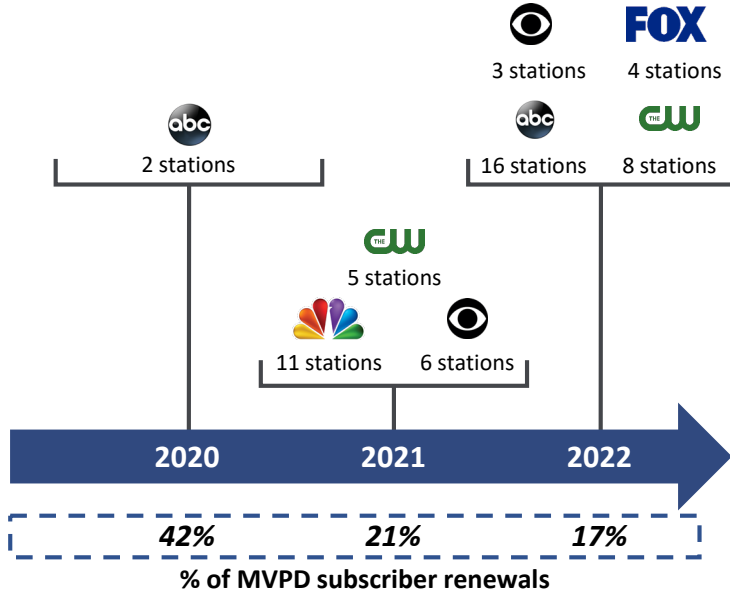 FOX
3 stations 4 stations
abc abc THE CW
2 stations 16 stations 8 stations
THE CW
5 stations
11 stations 6 stations
2020 2021 2022
42% 21% 17%
% of MVPD subscriber renewals